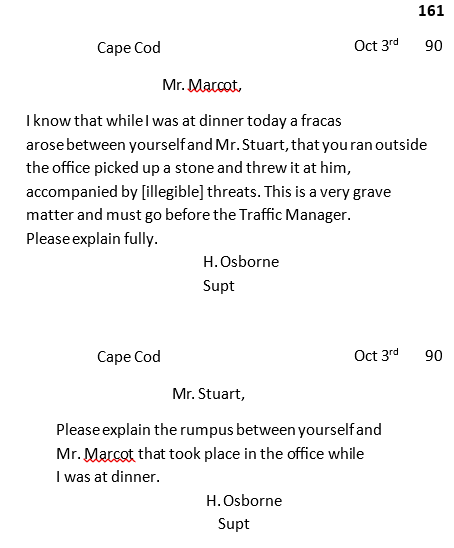 161
Cape Cod Oct 3rd 90
Mr. Marcot,
I know that while I was at dinner today a fracas
arose between yourself and Mr. Stuart, that you ran outside
the office picked up a stone and threw it at him,
accompanied by [illegible] threats. This is a very grave
matter and must go before the Traffic Manager.
Please explain fully.
H. Osborne
Supt
Cape Cod Oct 3rd 90
Mr. Stuart,
Please explain the rumpus between yourself and
Mr. Marcot that took place in the office while
I was at dinner.
H. Osborne
Supt